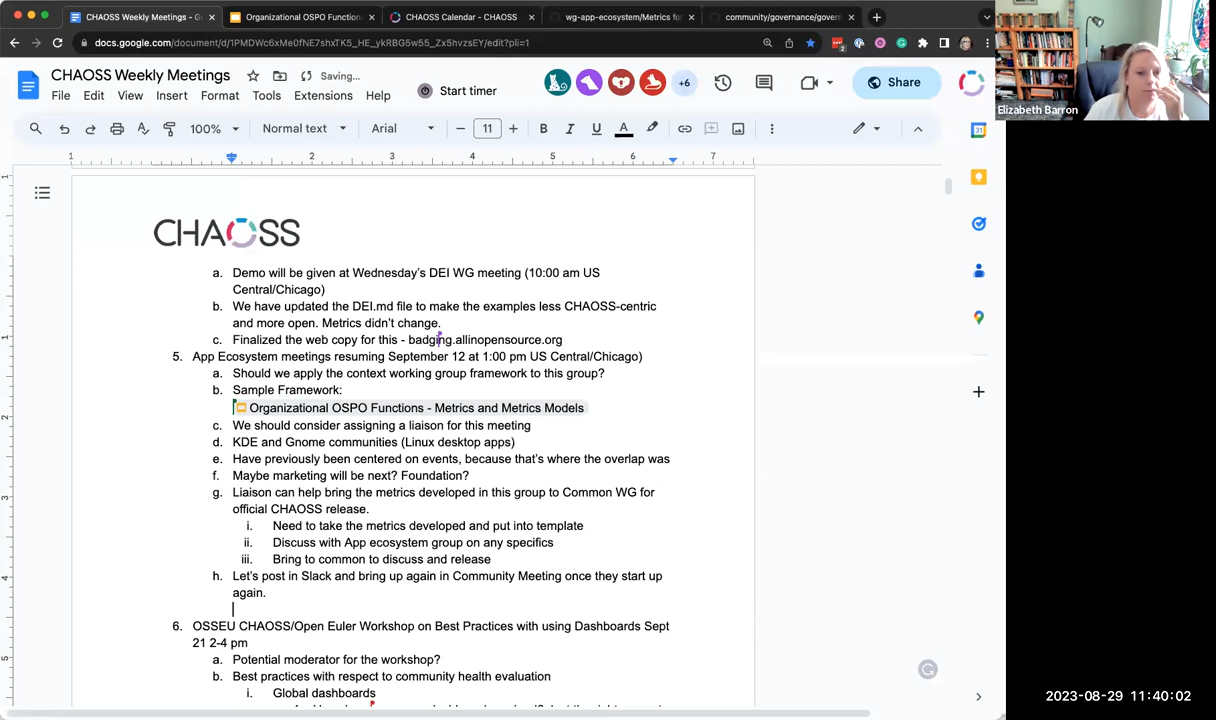 CHAOSS Weekly Meetings - G
Organizational OSPO Function
CHAOSS Calendar - CHAOSS
wg-app-ecosystem/Metrics for
community/governance/govern
docs.google.com/document/d/1PMDWc6xMe0fNE7shxTK5_HE_ykRBG5w55_Zx5hvzsEY/edit?pli=1
2
CHAOSS Weekly Meetings
Saving...
File Edit View Insert Format Tools Extensions Help
Start timer
+6
Share
Elizabeth Barron
100%
Normal text
Arial
11
B I U A
31
1 1 2 3 4 5 6 7
CHAOSS
a. Demo will be given at Wednesday's DEI WG meeting (10:00 am US
Central/Chicago)
b. We have updated the DEI.md file to make the examples less CHAOSS-centric
and more open. Metrics didn't change.
c. Finalized the web copy for this - badging.allinopensource.org
5. App Ecosystem meetings resuming September 12 at 1:00 pm US Central/Chicago)
a. Should we apply the context working group framework to this group?
b. Sample Framework:
Organizational OSPO Functions - Metrics and Metrics Models
c. We should consider assigning a liaison for this meeting
d. KDE and Gnome communities (Linux desktop apps)
e. Have previously been centered on events, because that's where the overlap was
f. Maybe marketing will be next? Foundation?
g. Liaison can help bring the metrics developed in this group to Common WG for
official CHAOSS release.
i. Need to take the metrics developed and put into template
ii. Discuss with App ecosystem group on any specifics
iii. Bring to common to discuss and release
h. Let's post in Slack and bring up again in Community Meeting once they start up
again.
6. OSSEU CHAOSS/Open Euler Workshop on Best Practices with using Dashboards Sept
21 2-4 pm
a. Potential moderator for the workshop?
b. Best practices with respect to community health evaluation
i. Global dashboards
2023-08-29 11:40:02